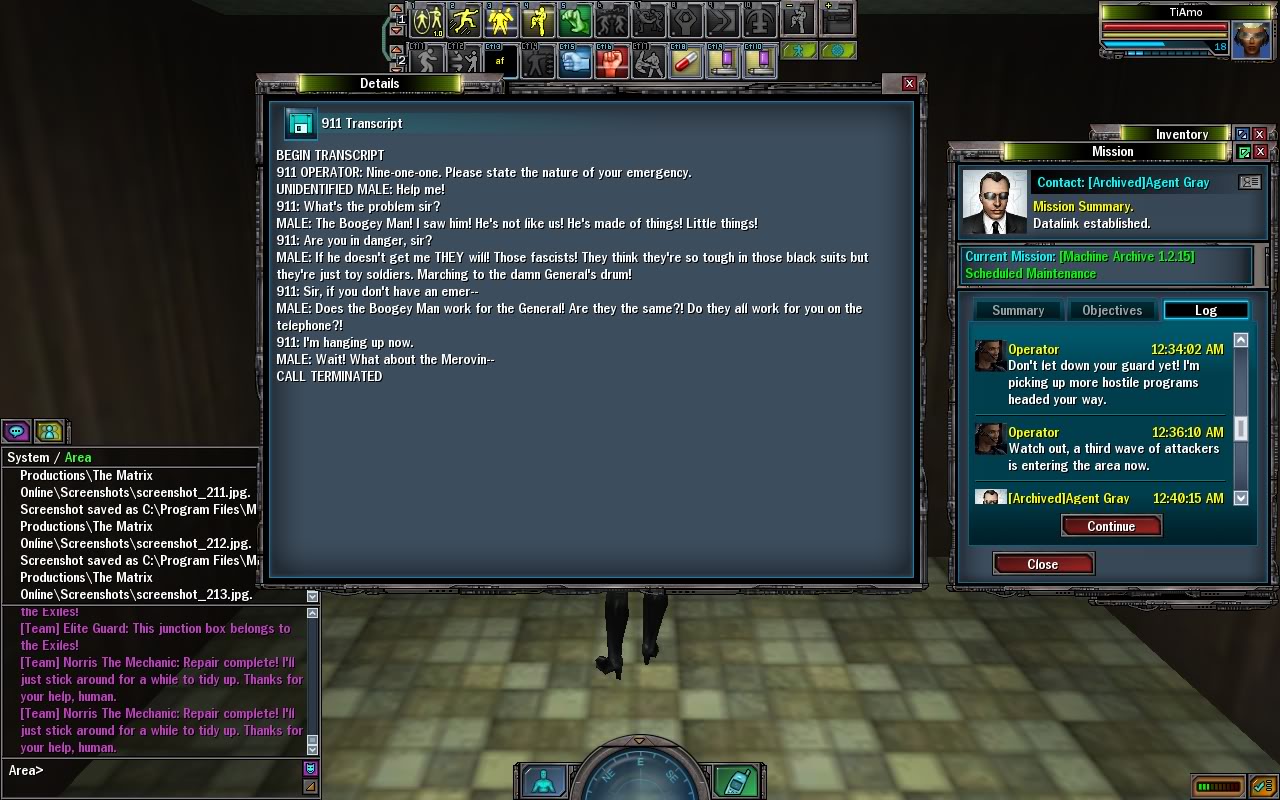 1
1.0
2
Ctrl3
af
Ctrl5
Ctrl6
Ctrl7
Ctrl8
Ctrl9
Ctrl10
TiAmo
18
Details
911 Transcript
BEGIN TRANSCRIPT
911 OPERATOR: Nine-one-one. Please state the nature of your emergency.
UNIDENTIFIED MALE: Help me!
911: What's the problem sir?
MALE: The Boogey Man! I saw him! He's not like us! He's made of things! Little things!
911: Are you in danger, sir?
MALE: If he doesn't get me THEY will! Those fascists! They think they're so tough in those black suits but
they're just toy soldiers. Marching to the damn General's drum!
911: Sir, if you don't have an emer--
MALE: Does the Boogey Man work for the General! Are they the same?! Do they all work for you on the
telephone?!
911: I'm hanging up now.
MALE: Wait! What about the Merovin--
CALL TERMINATED
Inventory
Mission
Contact: [Archived]Agent Gray
Mission Summary.
Datalink established.
Current Mission: [Machine Archive 1.2.15]
Scheduled Maintenance
Summary
Objectives
Log
Operator 12:34:02 AM
Don't let down your guard yet! I'm
picking up more hostile programs
headed your way.
Operator 12:36:10 AM
Watch out, a third wave of attackers
is entering the area now.
[Archived]Agent Gray 12:40:15 AM
Continue
Close
System / Area
Productions\The Matrix
Online\Screenshots\screenshot_211.jpg.
Screenshot saved as C:\Program Files\M
Productions\The Matrix
Online\Screenshots\screenshot_212.jpg.
Screenshot saved as C:\Program Files\M
Productions\The Matrix
Online\Screenshots\screenshot_213.jpg.
the Exiles!
[Team] Elite Guard: This junction box belongs to
the Exiles!
[Team] Norris The Mechanic: Repair complete! I'll
just stick around for a while to tidy up. Thanks for
your help, human.
[Team] Norris The Mechanic: Repair complete! I'll
just stick around for a while to tidy up. Thanks for
your help, human.
Area>
NE
E
SE